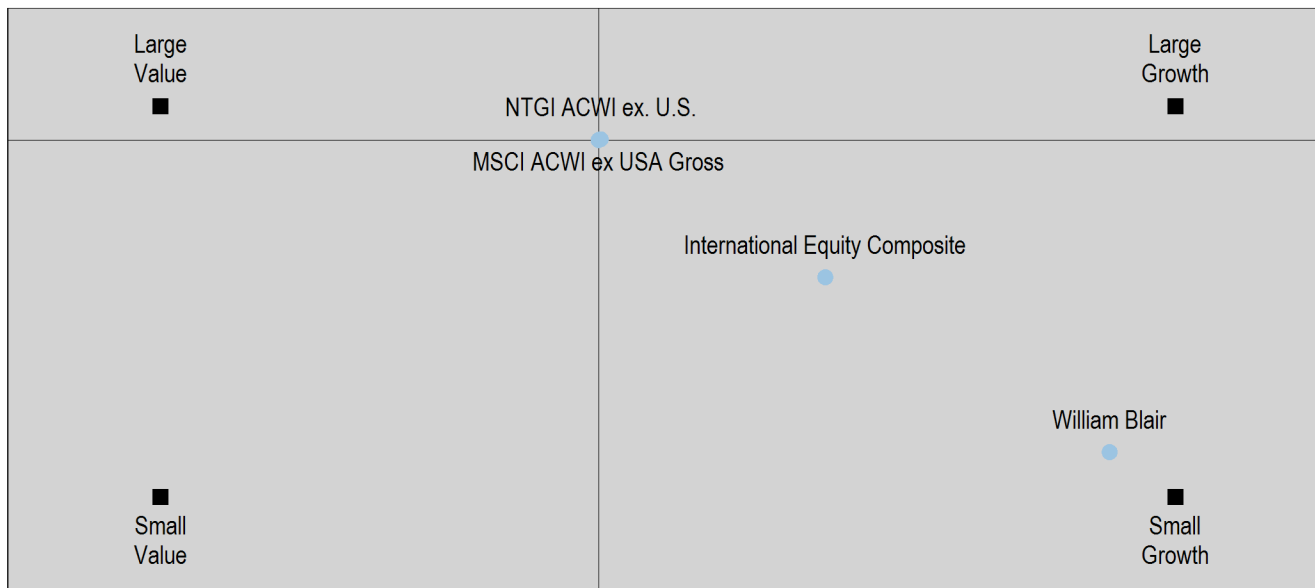 Large
Value
Large
Growth
NTGI ACWI ex. U.S.
MSCI ACWI ex USA Gross
International Equity Composite
William Blair
Small
Value
Small
Growth